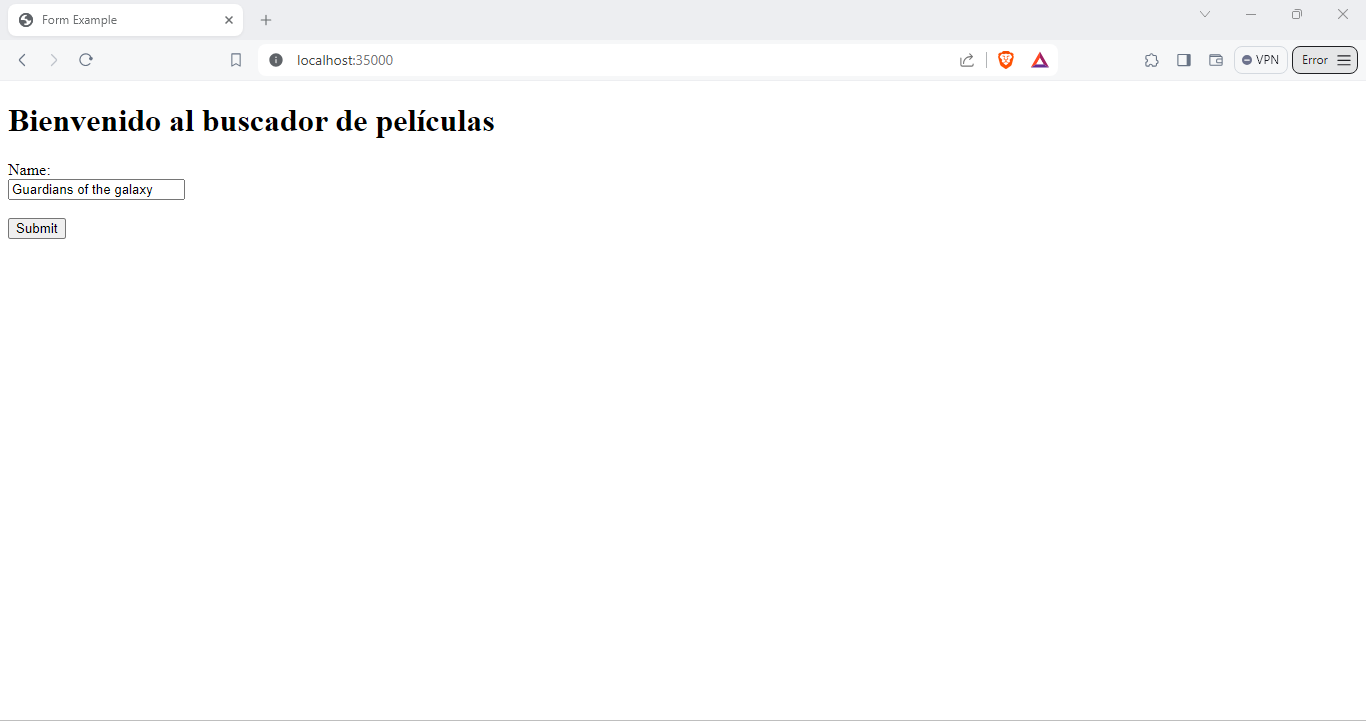 Form Example
localhost:35000
VPN
Error
Bienvenido al buscador de películas
Name:
Guardians of the galaxy
Submit